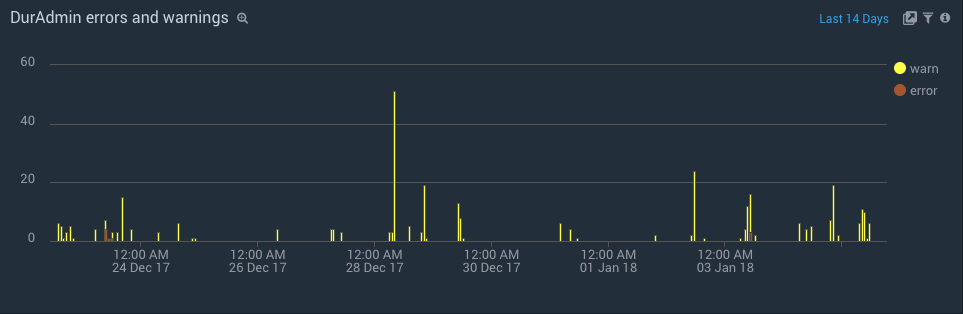 DurAdmin errors and warnings
Last 14 Days
60
40
20
0
warn
error
12:00 AM
24 Dec 17
12:00 AM
26 Dec 17
12:00 AM
28 Dec 17
12:00 AM
30 Dec 17
12:00 AM
01 Jan 18
12:00 AM
03 Jan 18